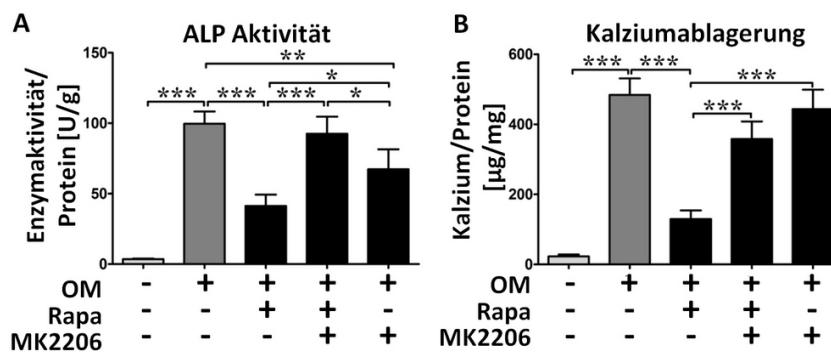 A
ALP Aktivität
Enzymaktivität/
Protein [U/g]
150
100
50
0
**
*
*** *** *** *
OM - + + + +
Rapa - - + + -
MK2206 - - - + +
B
Kalziumablagerung
Kalzium/Protein
[µg/mg]
600
400
200
0
*** *** ***
***
OM - + + + +
Rapa - - + + -
MK2206 - - - + +